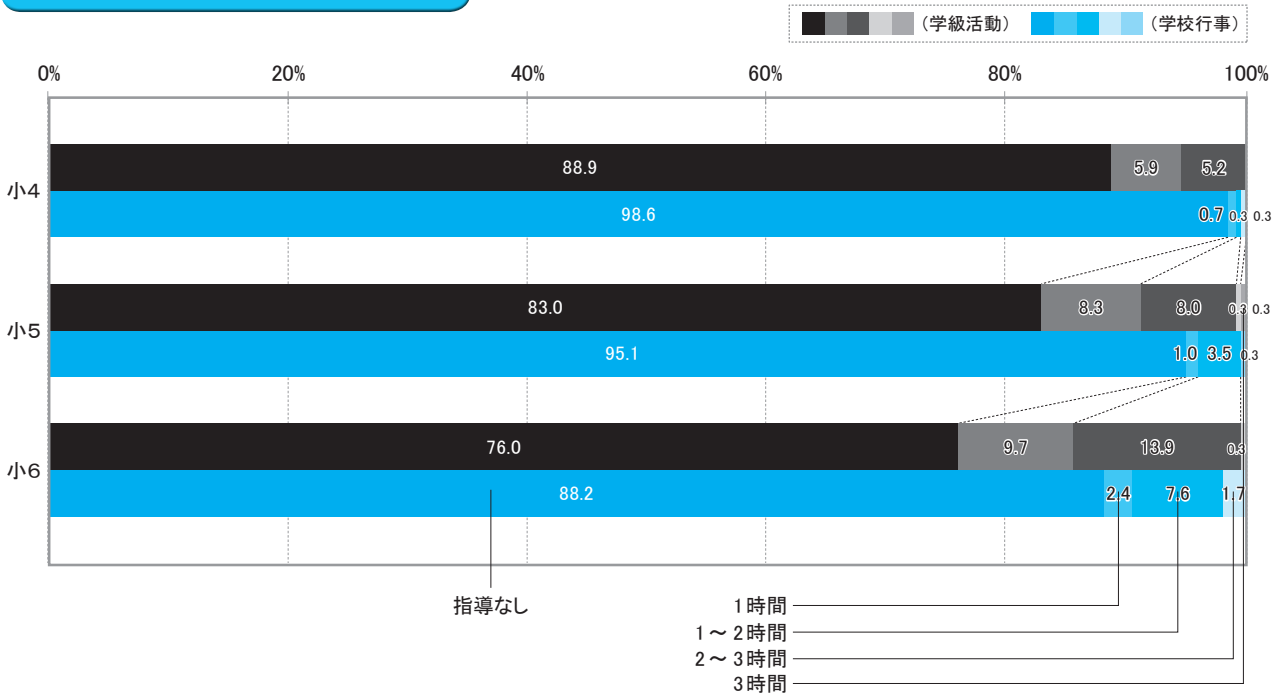 （学級活動） （学校行事）
0% 20% 40% 60% 80% 100%
小4
88.9 5.9 5.2
98.6 0.7 0.3 0.3
小5
83.0 8.3 8.0 0.3 0.3
95.1 1.0 3.5 0.3
小6
76.0 9.7 13.9 0.3
88.2 2.4 7.6 1.7
指導なし
1時間
1～2時間
2～3時間
3時間